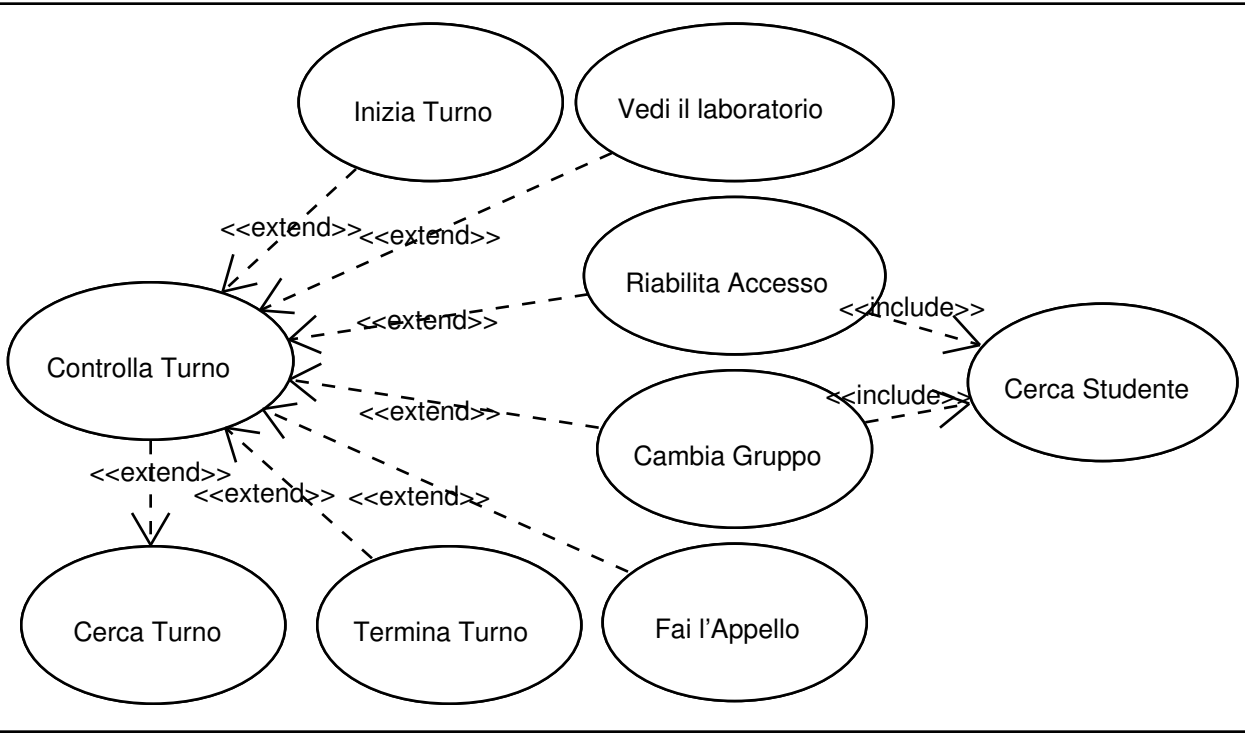 Inizia Turno
Vedi il laboratorio
<<extend>>
<<extend>>
Riabilita Accesso
<<include>>
<<extend>>
Controlla Turno
Cerca Studente
<<include>>
<<extend>>
Cambia Gruppo
<<extend>>
<<extend>>
<<extend>>
Cerca Turno
Termina Turno
Fai l'Appello